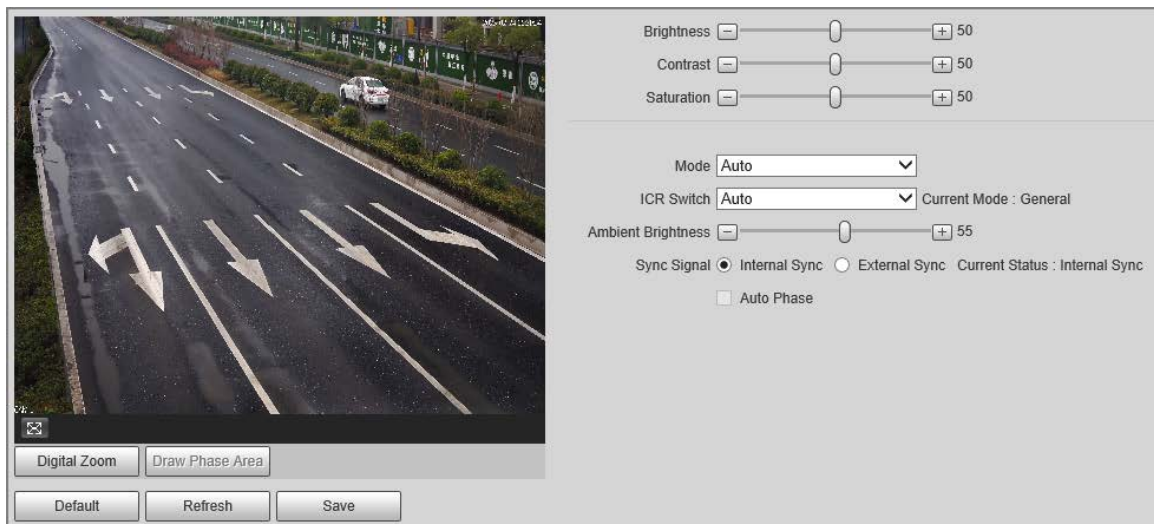 Brightness 50
Contrast 50
Saturation 50
Mode Auto
ICR Switch Auto Current Mode : General
Ambient Brightness 55
Sync Signal Internal Sync External Sync Current Status : Internal Sync
Auto Phase
Digital Zoom Draw Phase Area
Default Refresh Save